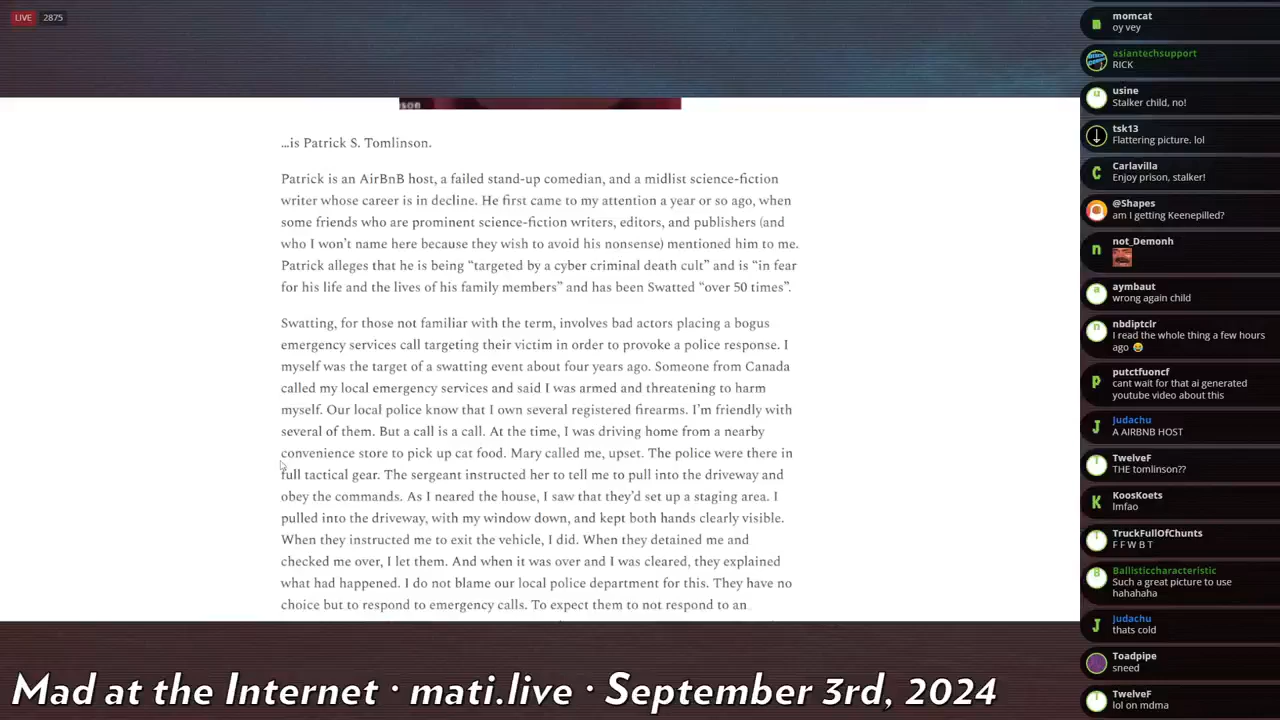 LIVE 2875
son
…is Patrick S. Tomlinson.
Patrick is an AirBnB host, a failed stand-up comedian, and a midlist science-fiction
writer whose career is in decline. He first came to my attention a year or so ago, when
some friends who are prominent science-fiction writers, editors, and publishers (and
who I won’t name here because they wish to avoid his nonsense) mentioned him to me.
Patrick alleges that he is being “targeted by a cyber criminal death cult” and is “in fear
for his life and the lives of his family members” and has been Swatted “over 50 times”.
Swatting, for those not familiar with the term, involves bad actors placing a bogus
emergency services call targeting their victim in order to provoke a police response. I
myself was the target of a swatting event about four years ago. Someone from Canada
called my local emergency services and said I was armed and threatening to harm
myself. Our local police know that I own several registered firearms. I’m friendly with
several of them. But a call is a call. At the time, I was driving home from a nearby
convenience store to pick up cat food. Mary called me, upset. The police were there in
full tactical gear. The sergeant instructed her to tell me to pull into the driveway and
obey the commands. As I neared the house, I saw that they’d set up a staging area. I
pulled into the driveway, with my window down, and kept both hands clearly visible.
When they instructed me to exit the vehicle, I did. When they detained me and
checked me over, I let them. And when it was over and I was cleared, they explained
what had happened. I do not blame our local police department for this. They have no
choice but to respond to emergency calls. To expect them to not respond to an
Mad at the Internet · mati.live · September 3rd, 2024
momcat
oy vey
asiantechsupport
RICK
usine
Stalker child, no!
tsk13
Flattering picture. lol
Carlavilla
Enjoy prison, stalker!
@Shapes
am I getting Keenepilled?
not_Demonh
aymbaut
wrong again child
nbdiptclr
I read the whole thing a few hours
ago 😂
putctfuoncf
cant wait for that ai generated
youtube video about this
Judachu
A AIRBNB HOST
TwelveF
THE tomlinson??
KoosKoets
lmfao
TruckFullOfChunts
F F W B T
Ballisticcharacteristic
Such a great picture to use
hahahaha
Judachu
thats cold
Toadpipe
sneed
TwelveF
lol on mdma